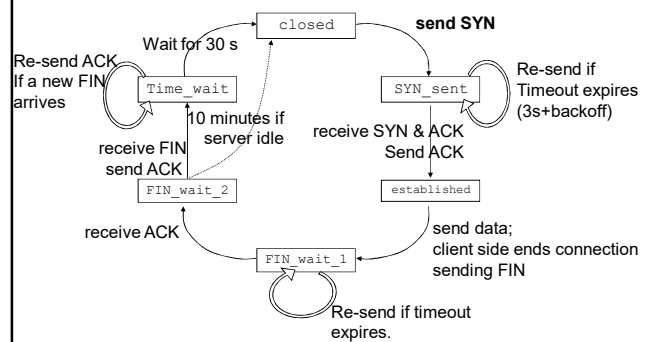 closed
send SYN
Wait for 30 s
Re-send ACK
If a new FIN
arrives
Time_wait
SYN_sent
Re-send if
Timeout expires
(3s+backoff)
10 minutes if
server idle
receive SYN & ACK
Send ACK
receive FIN
send ACK
FIN_wait_2
established
receive ACK
send data;
client side ends connection
sending FIN
FIN_wait_1
Re-send if timeout
expires.